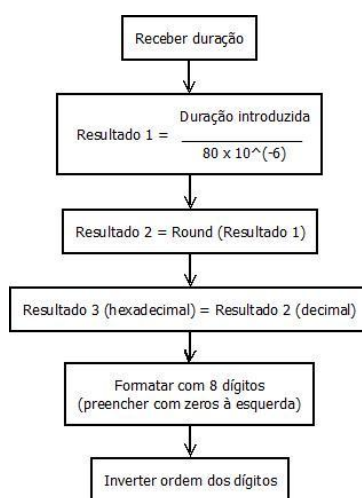 Receber duração
Resultado 1 =
Duração introduzida
80 x 10^(-6)
Resultado 2 = Round (Resultado 1)
Resultado 3 (hexadecimal) = Resultado 2 (decimal)
Formatar com 8 dígitos
(preencher com zeros à esquerda)
Inverter ordem dos dígitos